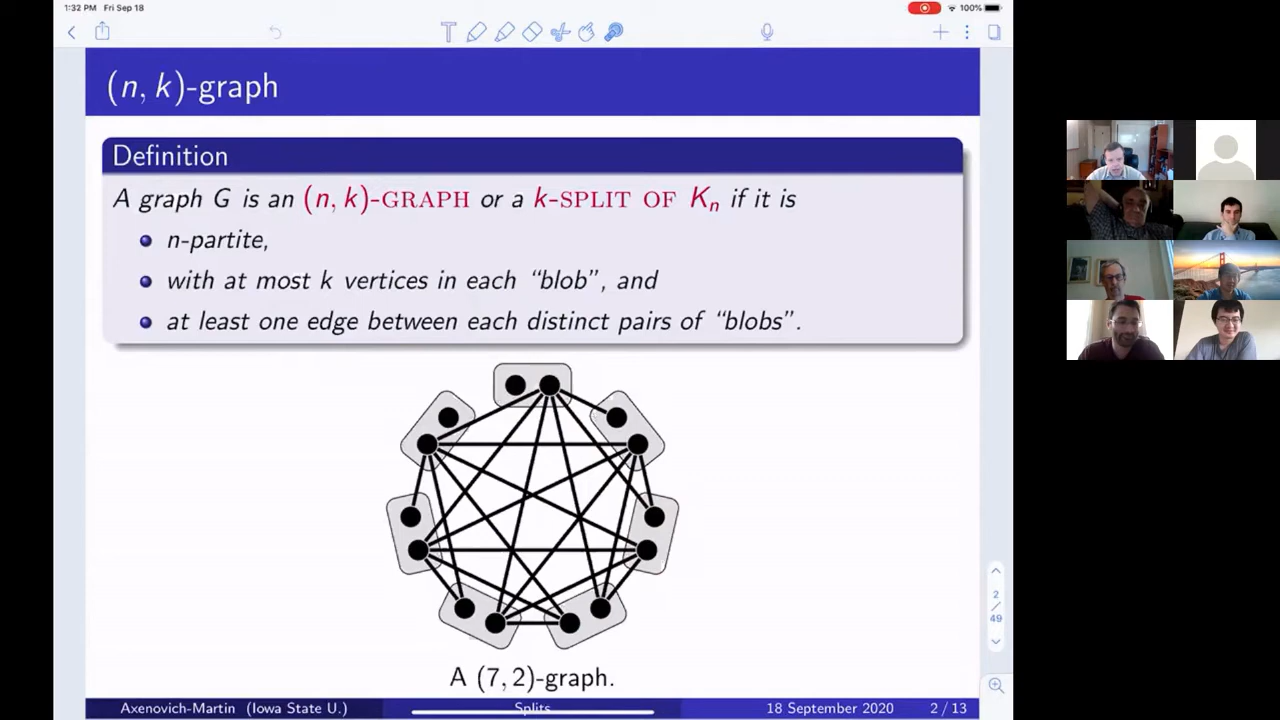 1:32 PM Fri Sep 18
100%
(n, k)-graph
Definition
A graph G is an (n, k)-GRAPH or a k-SPLIT OF Kn if it is
n-partite,
with at most k vertices in each “blob”, and
at least one edge between each distinct pairs of “blobs”.
A (7, 2)-graph.
2
/
49
Axenovich-Martin (Iowa State U.) Splits 18 September 2020 2 / 13